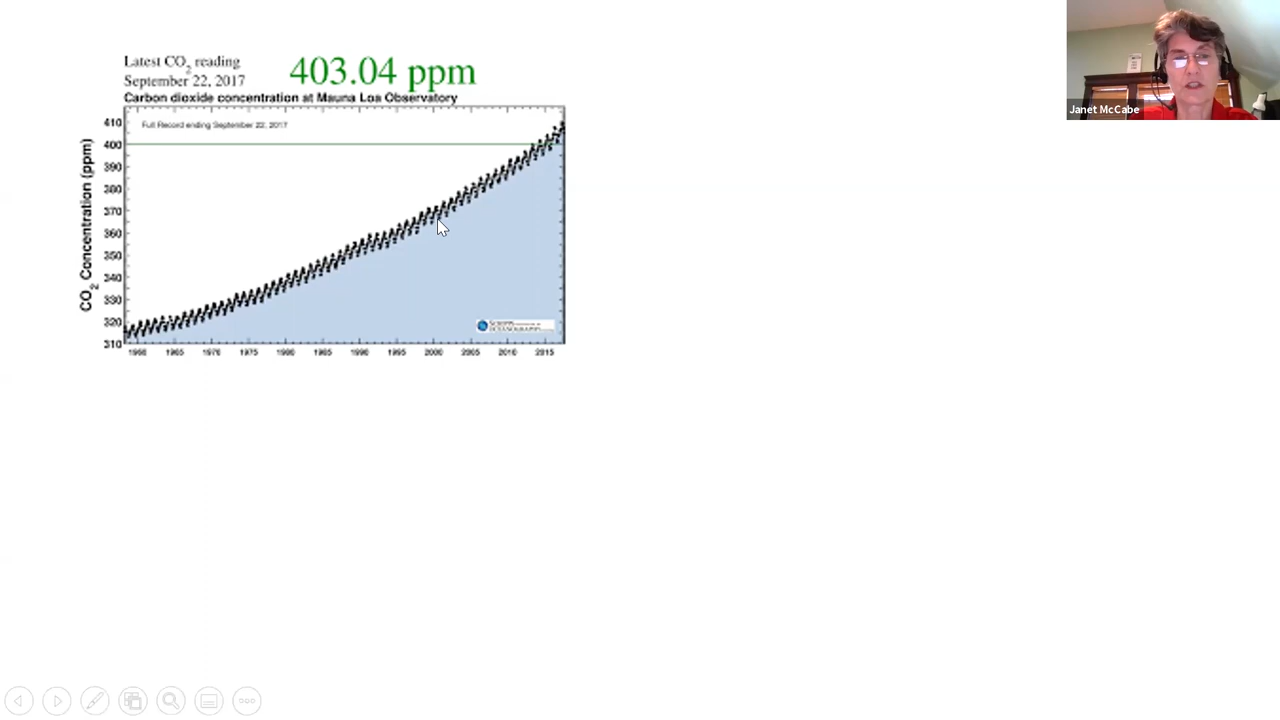 Latest CO2 reading
September 22, 2017
403.04 ppm
Carbon dioxide concentration at Mauna Loa Observatory
Full Record ending September 22, 2017
CO2 Concentration (ppm)
410
400
390
380
370
360
350
340
330
320
310
1960 1965 1970 1975 1980 1985 1990 1995 2000 2005 2010 2015
Janet McCabe